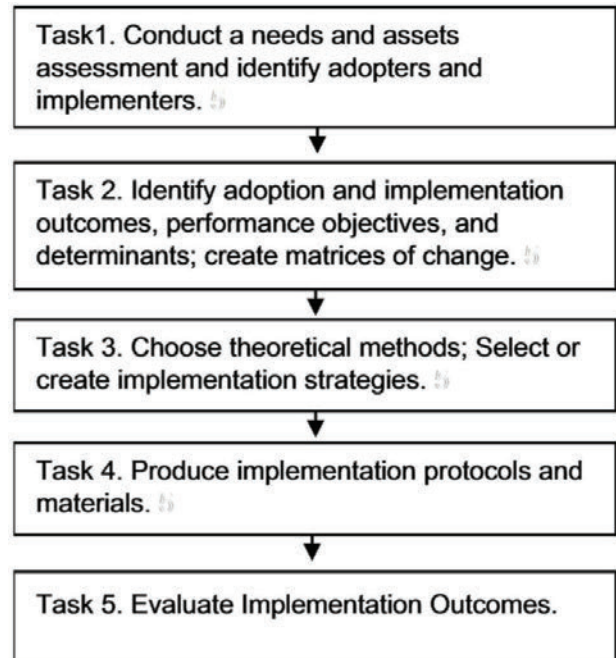 Task1. Conduct a needs and assets
assessment and identify adopters and
implementers.
Task 2. Identify adoption and implementation
outcomes, performance objectives, and
determinants; create matrices of change.
Task 3. Choose theoretical methods; Select or
create implementation strategies.
Task 4. Produce implementation protocols and
materials.
Task 5. Evaluate Implementation Outcomes.